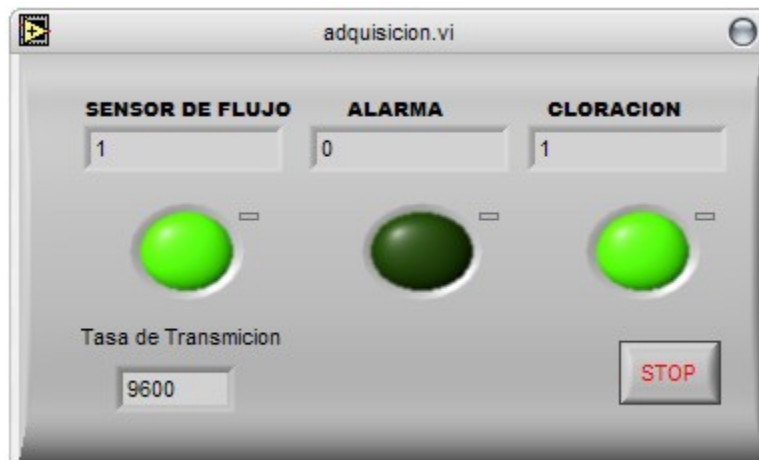 adquisicion.vi
SENSOR DE FLUJO ALARMA CLORACION
1 0 1
Tasa de Transmicion
9600
STOP